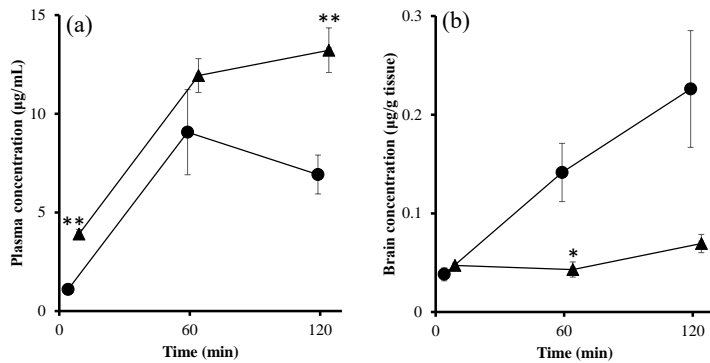 (a)
**
15
10
5
0
**
Plasma concentration (µg/mL)
0 60 120
Time (min)
(b)
0.3
0.2
0.1
0
*
Brain concentration (µg/g tissue)
0 60 120
Time (min)